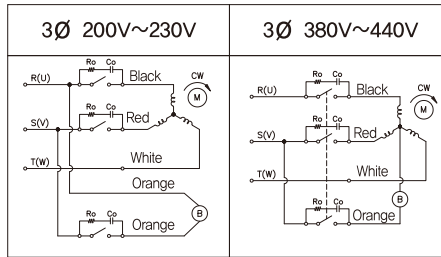 3Ø 200V～230V
Ro Co
R(U)
Black
CW
M
Ro Co
S(V)
Red
T(W)
White
Orange
B
Ro Co
Orange
3Ø 380V～440V
Ro Co
R(U)
Black
CW
M
Ro Co
S(V)
Red
T(W)
White
B
Ro Co
Orange